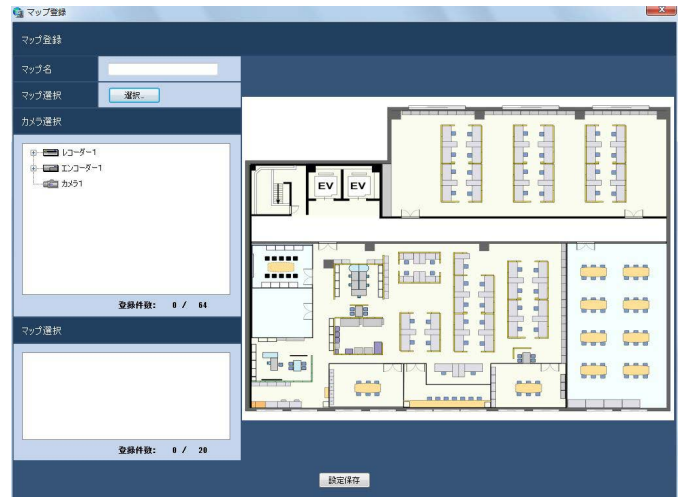 マップ登録
マップ登録
マップ名
マップ選択
選択...
カメラ選択
レコーダー1
エンコーダー1
カメラ1
登録件数: 0 / 64
マップ選択
登録件数: 0 / 20
EV EV
設定保存